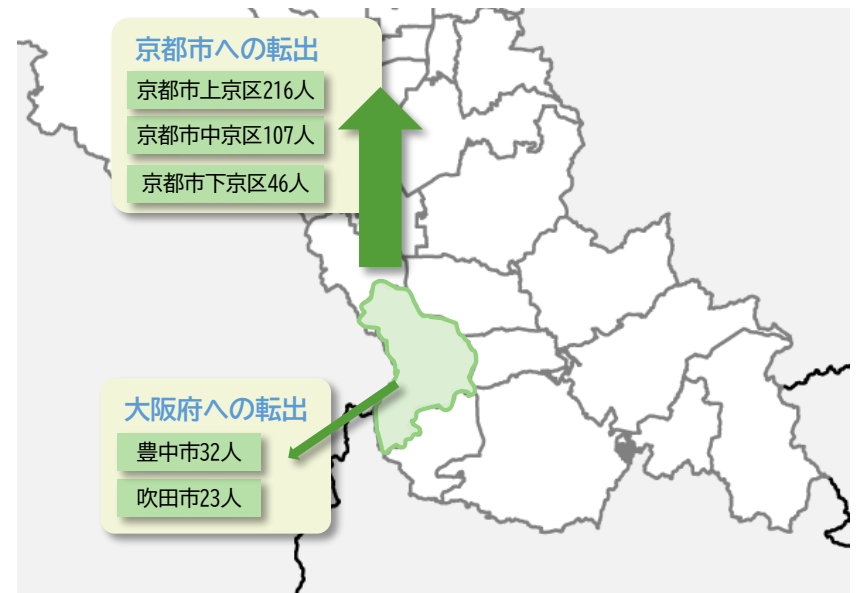 京都市への転出
京都市上京区216人
京都市中京区107人
京都市下京区46人
大阪府への転出
豊中市32人
吹田市23人